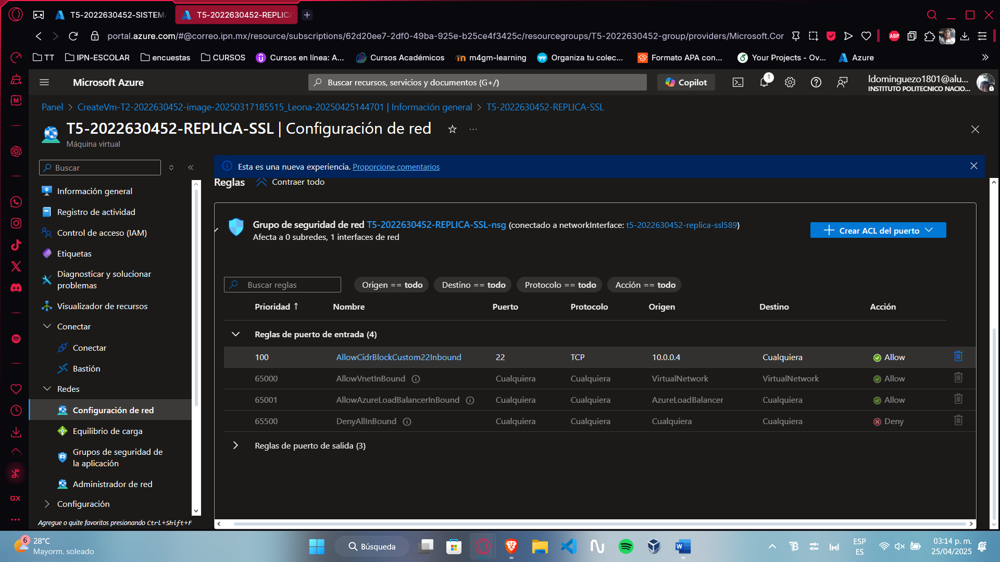 T5-2022630452-SISTEMA
T5-2022630452-REPLICA
portal.azure.com/#@correo.ipn.mx/resource/subscriptions/62d20ee7-2df0-49ba-925e-b25ce4f3425c/resourcegroups/T5-2022630452-group/providers/Microsoft.Cor
ABP
TT
IPN-ESCOLAR
encuestas
CURSOS
Cursos en línea: A...
Cursos Académicos
m4gm-learning
Organiza tu colec...
Formato APA con...
Your Projects - Ov...
Azure
Microsoft Azure
Buscar recursos, servicios y documentos (G+/)
Copilot
1
ldominguezo1801@alu...
INSTITUTO POLITECNICO NACIO...
Panel > CreateVm-T2-2022630452-image-20250317185515_Leona-20250425144701 | Información general > T5-2022630452-REPLICA-SSL
T5-2022630452-REPLICA-SSL | Configuración de red
Máquina virtual
Buscar
Información general
Registro de actividad
Control de acceso (IAM)
Etiquetas
Diagnosticar y solucionar
problemas
Visualizador de recursos
Conectar
Conectar
Bastión
Redes
Configuración de red
Equilibrio de carga
Grupos de seguridad de
la aplicación
Administrador de red
Configuración
Agregue o quite favoritos presionando Ctrl+Shift+F
Esta es una nueva experiencia. Proporcione comentarios
Reglas
Contraer todo
Grupo de seguridad de red T5-2022630452-REPLICA-SSL-nsg (conectado a networkInterface: t5-2022630452-replica-ssl589)
Afecta a 0 subredes, 1 interfaces de red
Crear ACL del puerto
Buscar reglas
Origen == todo
Destino == todo
Protocolo == todo
Acción == todo
Prioridad ↑ Nombre Puerto Protocolo Origen Destino Acción
Reglas de puerto de entrada (4)
100 AllowCidrBlockCustom22Inbound 22 TCP 10.0.0.4 Cualquiera Allow
65000 AllowVnetInBound Cualquiera Cualquiera VirtualNetwork VirtualNetwork Allow
65001 AllowAzureLoadBalancerInBound Cualquiera Cualquiera AzureLoadBalancer Cualquiera Allow
65500 DenyAllInBound Cualquiera Cualquiera Cualquiera Cualquiera Deny
Reglas de puerto de salida (3)
GX
6
28°C
Mayorm. soleado
Búsqueda
ESP
ES
03:14 p. m.
25/04/2025